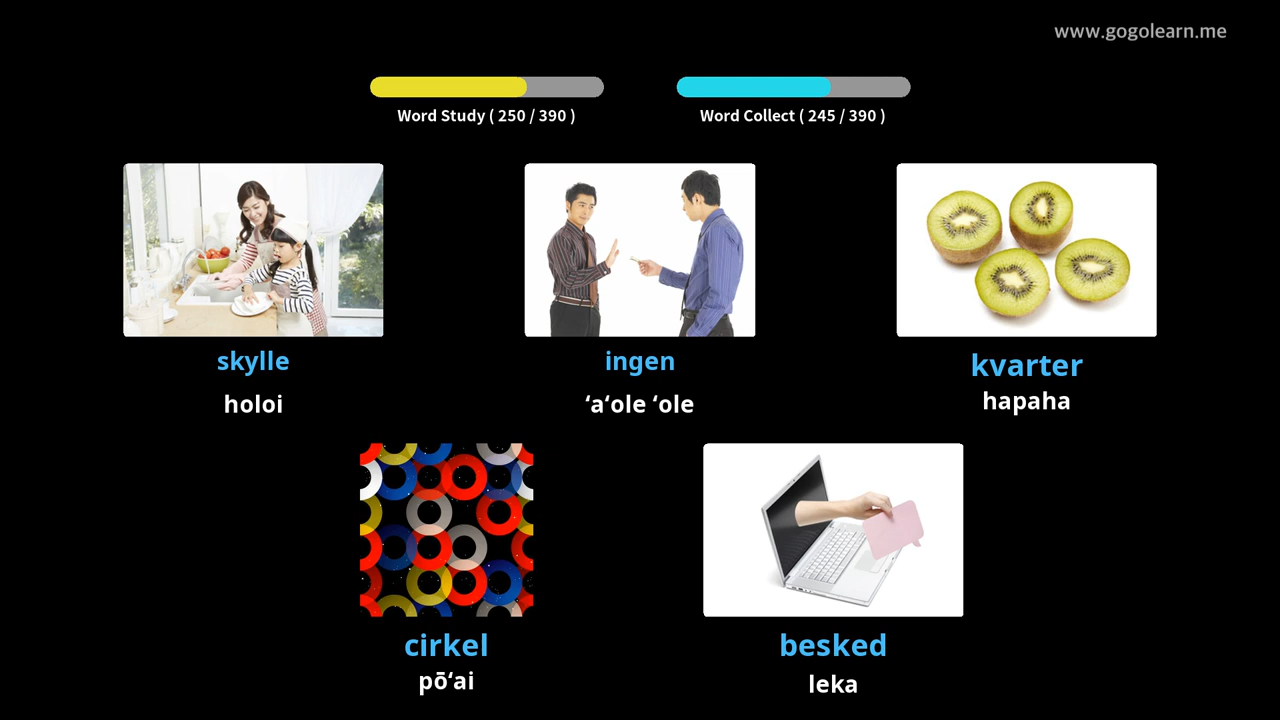 www.gogolearn.me
Word Study ( 250 / 390 )
Word Collect ( 245 / 390 )
skylle
holoi
ingen
ʻaʻole ʻole
kvarter
hapaha
cirkel
pōʻai
besked
leka